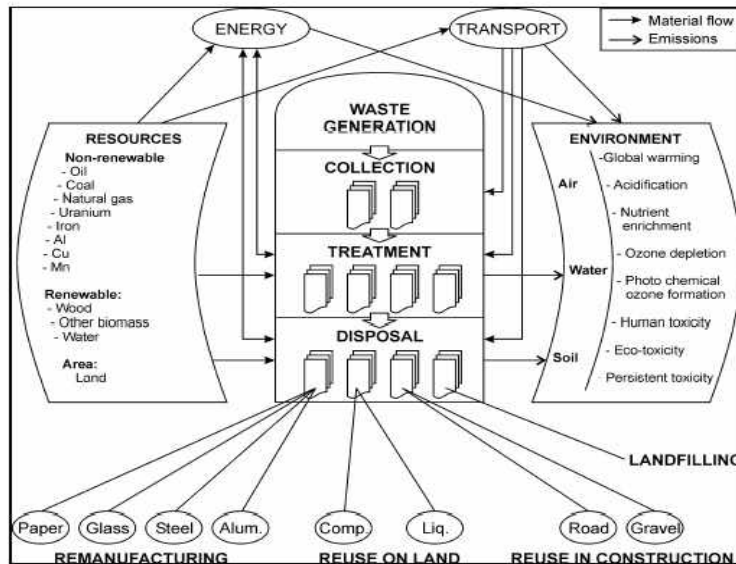 ENERGY
TRANSPORT
Material flow
Emissions
RESOURCES
Non-renewable
- Oil
- Coal
- Natural gas
- Uranium
- Iron
- Al
- Cu
- Mn
Renewable:
- Wood
- Other biomass
- Water
Area:
Land
WASTE
GENERATION
COLLECTION
TREATMENT
DISPOSAL
ENVIRONMENT
Air
Water
Soil
-Global warming
- Acidification
- Nutrient
enrichment
- Ozone depletion
- Photo chemical
ozone formation
- Human toxicity
- Eco-toxicity
Persistent toxicity
LANDFILLING
Paper
Glass
Steel
Alum.
Comp.
Liq.
Road
Gravel
REMANUFACTURING
REUSE ON LAND
REUSE IN CONSTRUCTION